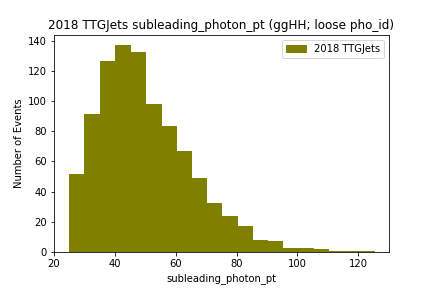 2018 TTGJets subleading_photon_pt (ggHH; loose pho_id)
2018 TTGJets
140
120
100
80
60
40
20
0
Number of Events
20 40 60 80 100 120
subleading_photon_pt